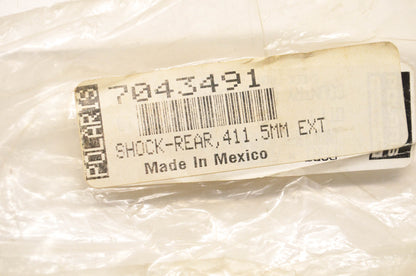 POLARIS
7043491
SHOCK-REAR,411.5MM EXT
Made In Mexico